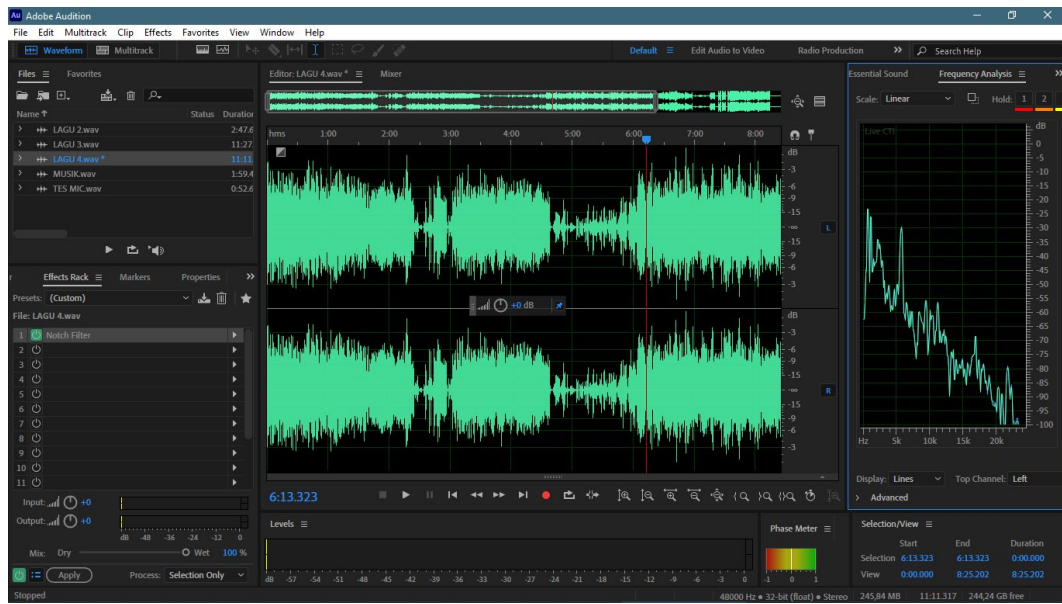 Au Adobe Audition
File Edit Multitrack Clip Effects Favorites View Window Help
Waveform Multitrack Default Edit Audio to Video Radio Production Search Help
Files Favorites
Name Status Duration
LAGU 2.wav 2:47.6
LAGU 3.wav 11:27.
LAGU 4.wav * 11:11.
MUSIK.wav 1:59.4
TES MIC.wav 0:52.6
Effects Rack Markers Properties
Presets: (Custom)
File: LAGU 4.wav
1 Notch Filter
2
3
4
5
6
7
8
9
10
11
Input: +0
Output: +0
dB -48 -36 -24 -12 0
Mix: Dry Wet 100 %
Apply Process: Selection Only
Stopped
Editor: LAGU 4.wav * Mixer
hms 1:00 2:00 3:00 4:00 5:00 6:00 7:00 8:00
dB
-3
-6
-9
-15
-∞
-15
-9
-6
-3
L
+0 dB
dB
-3
-6
-9
-15
-∞
-15
-9
-6
-3
R
6:13.323
Levels
dB -57 -54 -51 -48 -45 -42 -39 -36 -33 -30 -27 -24 -21 -18 -15 -12 -9 -6 -3 0
Phase Meter
-1 0 1
Essential Sound Frequency Analysis
Scale: Linear Hold: 1 2
Live CTI
dB
0
-5
-10
-15
-20
-25
-30
-35
-40
-45
-50
-55
-60
-65
-70
-75
-80
-85
-90
-95
-100
Hz 5k 10k 15k 20k
Display: Lines Top Channel: Left
Advanced
Selection/View
Start End Duration
Selection 6:13.323 6:13.323 0:00.000
View 0:00.000 8:25.202 8:25.202
48000 Hz • 32-bit (float) • Stereo 245,84 MB 11:11.317 244,24 GB free